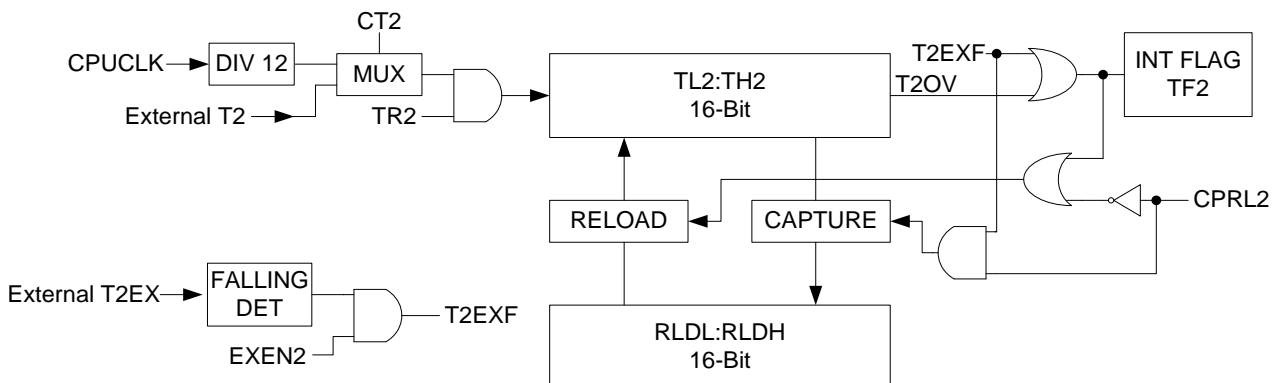 CT2
CPUCLK
DIV 12
MUX
External T2
TR2
TL2:TH2
16-Bit
T2EXF
T2OV
INT FLAG
TF2
RELOAD
CAPTURE
CPRL2
External T2EX
FALLING
DET
EXEN2
T2EXF
RLDL:RLDH
16-Bit